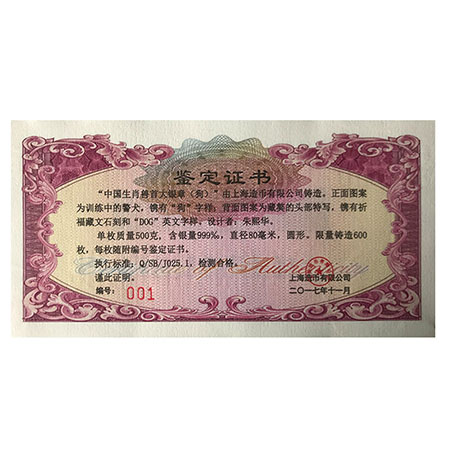 鉴定证书
“中国生肖兽首大银章（狗）”由上海造币有限公司铸造。正面图案
为训练中的警犬，镌有“狗”字样；背面图案为藏獒的头部特写，镌有祈
福藏文石刻和“DOG”英文字样，设计者：朱熙华。
单枚质量500克，含银量999‰，直径80毫米，圆形，限量铸造600
枚，每枚随附编号鉴定证书。
执行标准：Q/SB/J025.1，检测合格。
Certificate of Authenticity
谨此证明。 上海造币有限公司
编号：001 二〇一七年十一月